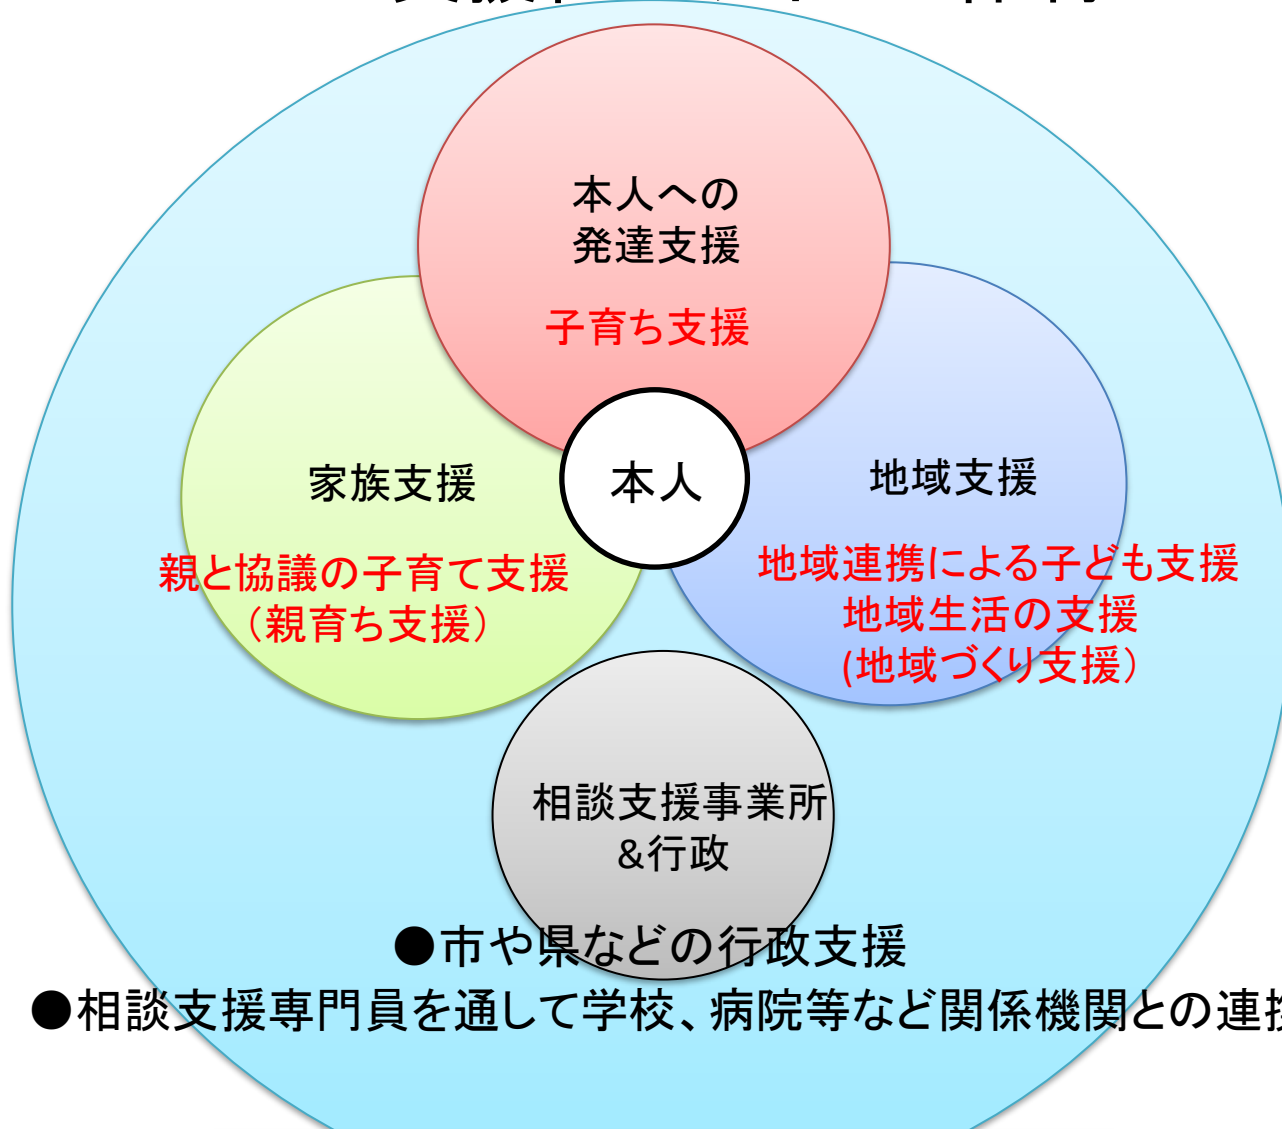 本人への
発達支援
子育ち支援
家族支援
本人
地域支援
親と協議の子育て支援
（親育ち支援）
地域連携による子ども支援
地域生活の支援
(地域づくり支援）
相談支援事業所
&行政
●市や県などの行政支援
●相談支援専門員を通して学校、病院等など関係機関との連